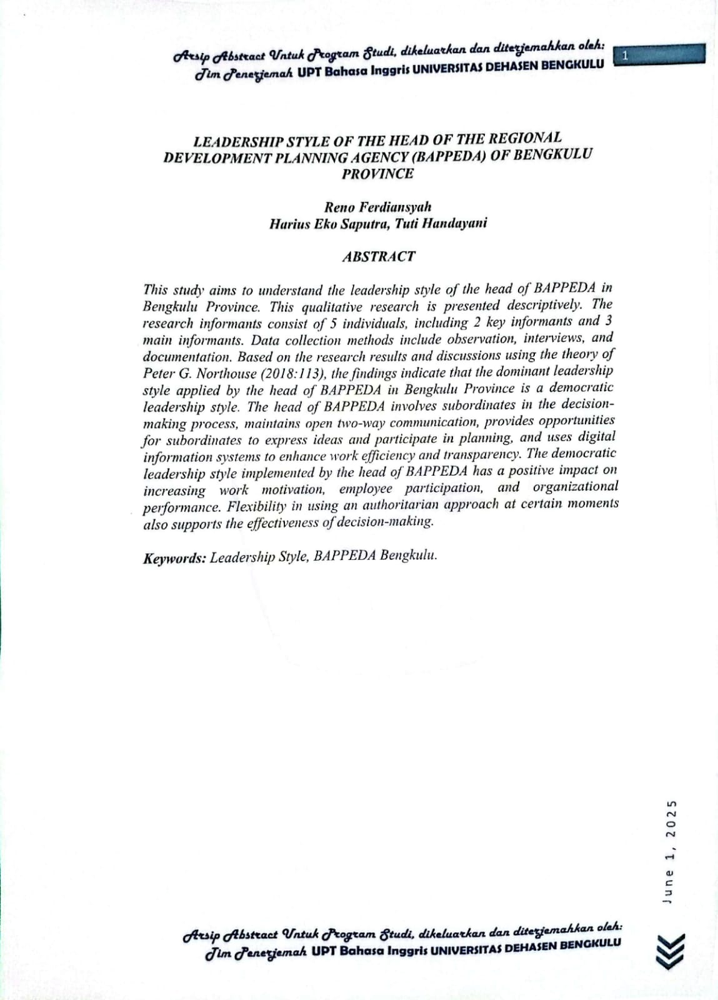 Arsip Abstract Untuk Program Studi, dikeluarkan dan diterjemahkan oleh:
Tim Penerjemah UPT Bahasa Inggris UNIVERSITAS DEHASEN BENGKULU
1
LEADERSHIP STYLE OF THE HEAD OF THE REGIONAL
DEVELOPMENT PLANNING AGENCY (BAPPEDA) OF BENGKULU
PROVINCE
Reno Ferdiansyah
Harius Eko Saputra, Tuti Handayani
ABSTRACT
This study aims to understand the leadership style of the head of BAPPEDA in
Bengkulu Province. This qualitative research is presented descriptively. The
research informants consist of 5 individuals, including 2 key informants and 3
main informants. Data collection methods include observation, interviews, and
documentation. Based on the research results and discussions using the theory of
Peter G. Northouse (2018:113), the findings indicate that the dominant leadership
style applied by the head of BAPPEDA in Bengkulu Province is a democratic
leadership style. The head of BAPPEDA involves subordinates in the decision-
making process, maintains open two-way communication, provides opportunities
for subordinates to express ideas and participate in planning, and uses digital
information systems to enhance work efficiency and transparency. The democratic
leadership style implemented by the head of BAPPEDA has a positive impact on
increasing work motivation, employee participation, and organizational
performance. Flexibility in using an authoritarian approach at certain moments
also supports the effectiveness of decision-making.
Keywords: Leadership Style, BAPPEDA Bengkulu.
June 1, 2025
Arsip Abstract Untuk Program Studi, dikeluarkan dan diterjemahkan oleh:
Tim Penerjemah UPT Bahasa Inggris UNIVERSITAS DEHASEN BENGKULU